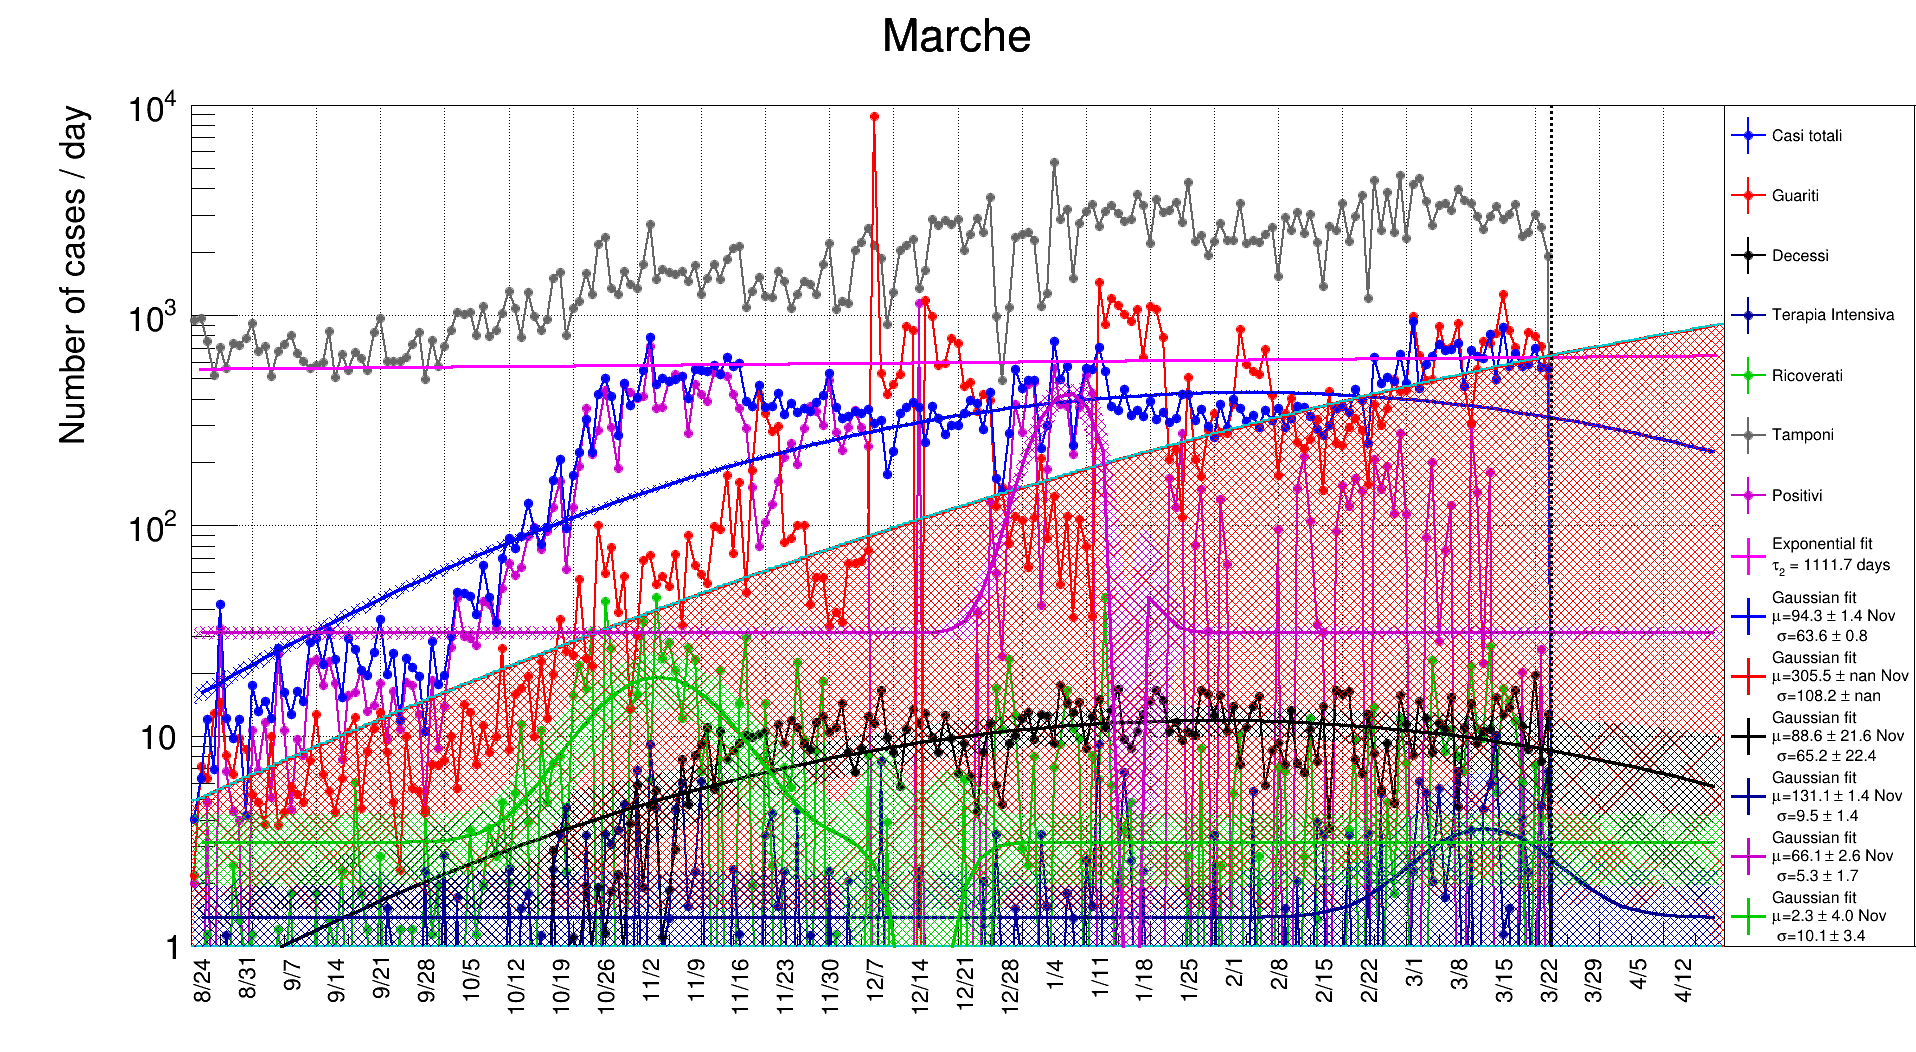 Marche
Number of cases / day
10^4
10^3
10^2
10
1
8/24
8/31
9/7
9/14
9/21
9/28
10/5
10/12
10/19
10/26
11/2
11/9
11/16
11/23
11/30
12/7
12/14
12/21
12/28
1/4
1/11
1/18
1/25
2/1
2/8
2/15
2/22
3/1
3/8
3/15
3/22
3/29
4/5
4/12
Casi totali
Guariti
Decessi
Terapia Intensiva
Ricoverati
Tamponi
Positivi
Exponential fit
τ2 = 1111.7 days
Gaussian fit
μ=94.3 ± 1.4 Nov
σ=63.6 ± 0.8
Gaussian fit
μ=305.5 ± nan Nov
σ=108.2 ± nan
Gaussian fit
μ=88.6 ± 21.6 Nov
σ=65.2 ± 22.4
Gaussian fit
μ=131.1 ± 1.4 Nov
σ=9.5 ± 1.4
Gaussian fit
μ=66.1 ± 2.6 Nov
σ=5.3 ± 1.7
Gaussian fit
μ=2.3 ± 4.0 Nov
σ=10.1 ± 3.4